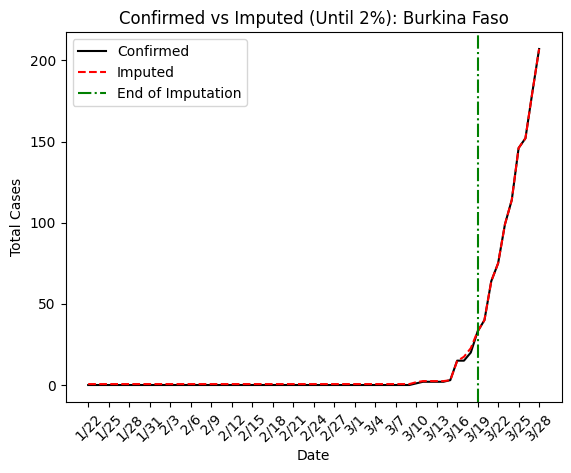 Confirmed vs Imputed (Until 2%): Burkina Faso
Confirmed
Imputed
End of Imputation
200
150
100
50
0
Total Cases
1/22 1/25 1/28 1/31 2/3 2/6 2/9 2/12 2/15 2/18 2/21 2/24 2/27 3/1 3/4 3/7 3/10 3/13 3/16 3/19 3/22 3/25 3/28
Date